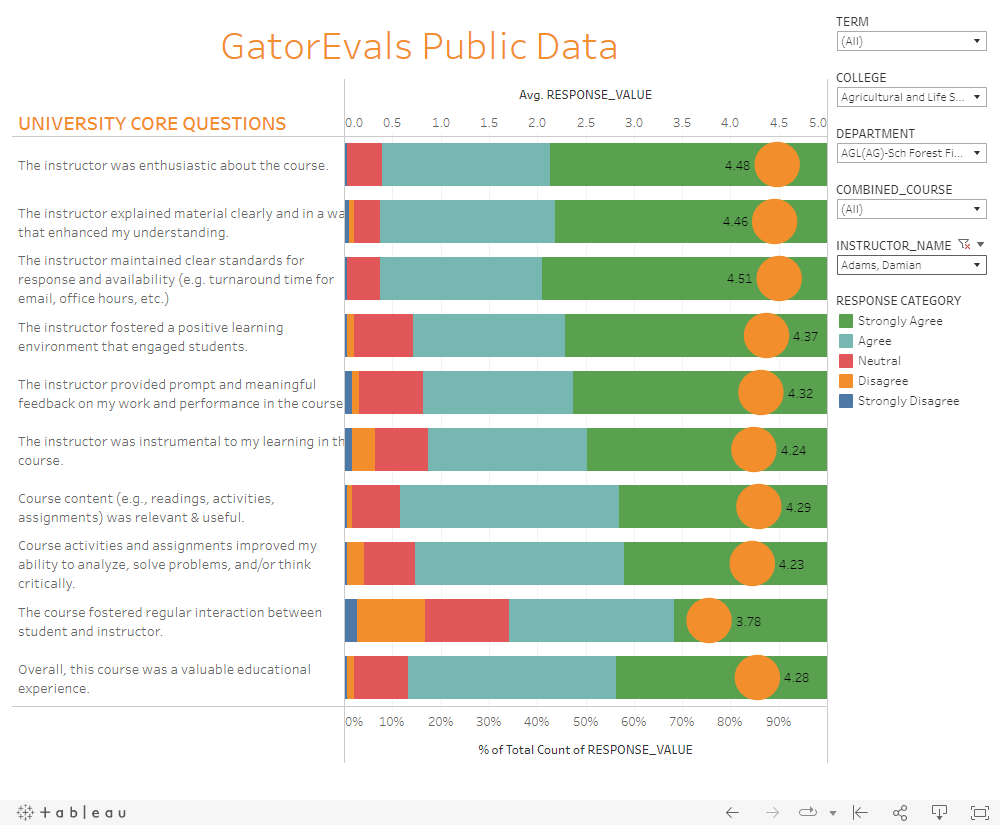 GatorEvals Public Data
TERM
(All)
COLLEGE
Agricultural and Life S...
DEPARTMENT
AGL(AG)-Sch Forest Fi...
COMBINED_COURSE
(All)
INSTRUCTOR_NAME
Adams, Damian
RESPONSE CATEGORY
Strongly Agree
Agree
Neutral
Disagree
Strongly Disagree
Avg. RESPONSE_VALUE
UNIVERSITY CORE QUESTIONS
0.0 0.5 1.0 1.5 2.0 2.5 3.0 3.5 4.0 4.5 5.0
The instructor was enthusiastic about the course.
4.48
The instructor explained material clearly and in a wa
that enhanced my understanding.
4.46
The instructor maintained clear standards for
response and availability (e.g. turnaround time for
email, office hours, etc.)
4.51
The instructor fostered a positive learning
environment that engaged students.
4.37
The instructor provided prompt and meaningful
feedback on my work and performance in the course
4.32
The instructor was instrumental to my learning in th
course.
4.24
Course content (e.g., readings, activities,
assignments) was relevant & useful.
4.29
Course activities and assignments improved my
ability to analyze, solve problems, and/or think
critically.
4.23
The course fostered regular interaction between
student and instructor.
3.78
Overall, this course was a valuable educational
experience.
4.28
0% 10% 20% 30% 40% 50% 60% 70% 80% 90%
% of Total Count of RESPONSE_VALUE
tableau